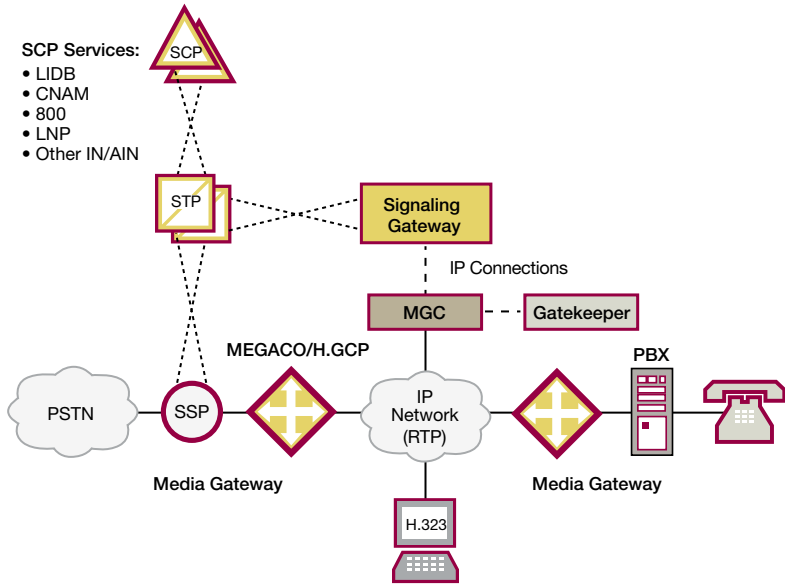 SCP Services:
• LIDB
• CNAM
• 800
• LNP
• Other IN/AIN
SCP
STP
Signaling
Gateway
IP Connections
MGC
Gatekeeper
MEGACO/H.GCP
PBX
PSTN
SSP
IP
Network
(RTP)
Media Gateway
Media Gateway
H.323